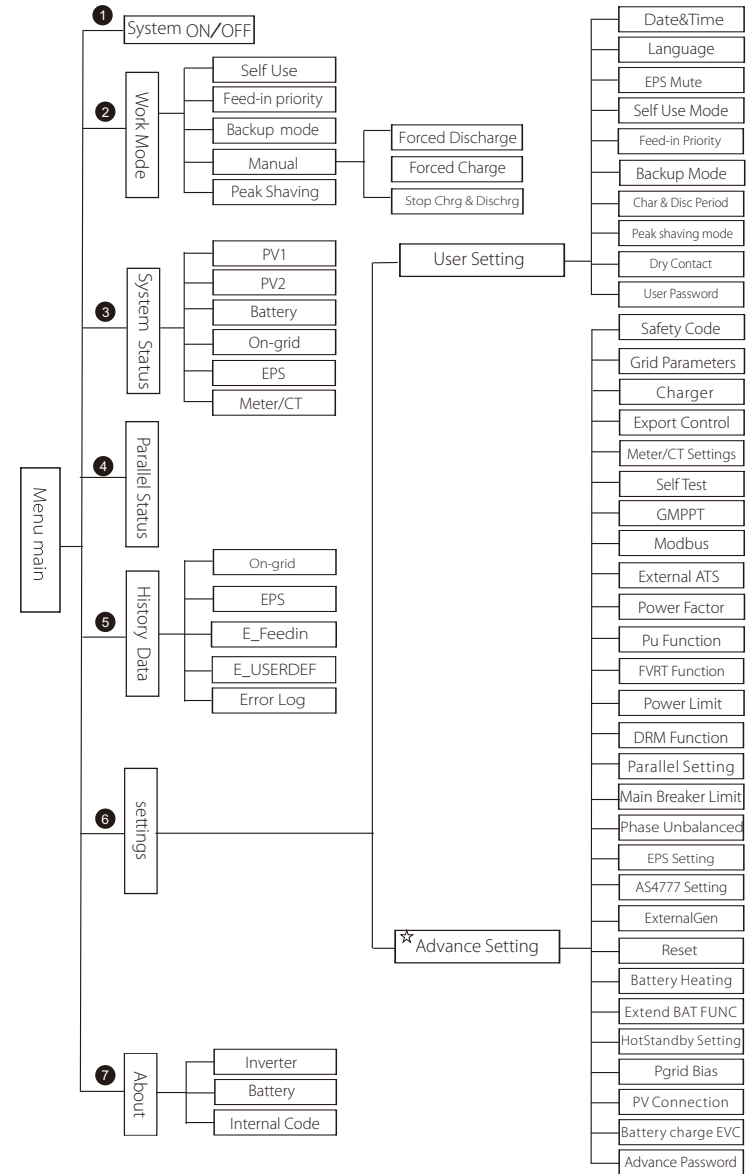 Menu main
1
System ON/OFF
2
Work Mode
Self Use
Feed-in priority
Backup mode
Manual
Peak Shaving
Forced Discharge
Forced Charge
Stop Chrg & Dischrg
3
System Status
PV1
PV2
Battery
On-grid
EPS
Meter/CT
4
Parallel Status
5
History Data
On-grid
EPS
E_Feedin
E_USERDEF
Error Log
6
settings
User Setting
Date&Time
Language
EPS Mute
Self Use Mode
Feed-in Priority
Backup Mode
Char & Disc Period
Peak shaving mode
Dry Contact
User Password
☆Advance Setting
Safety Code
Grid Parameters
Charger
Export Control
Meter/CT Settings
Self Test
GMPPT
Modbus
External ATS
Power Factor
Pu Function
FVRT Function
Power Limit
DRM Function
Parallel Setting
Main Breaker Limit
Phase Unbalanced
EPS Setting
AS4777 Setting
ExternalGen
Reset
Battery Heating
Extend BAT FUNC
HotStandby Setting
Pgrid Bias
PV Connection
Battery charge EVC
Advance Password
7
About
Inverter
Battery
Internal Code